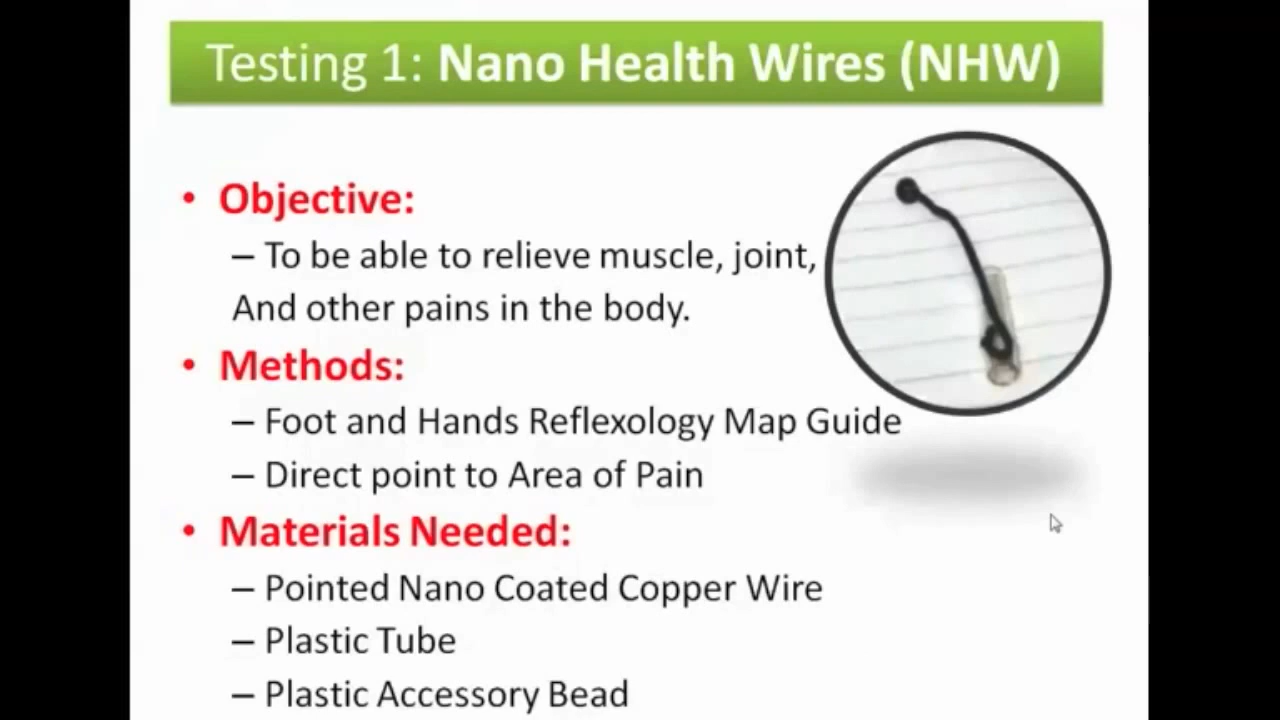 Testing 1: Nano Health Wires (NHW)
• Objective:
– To be able to relieve muscle, joint,
And other pains in the body.
• Methods:
– Foot and Hands Reflexology Map Guide
– Direct point to Area of Pain
• Materials Needed:
– Pointed Nano Coated Copper Wire
– Plastic Tube
– Plastic Accessory Bead